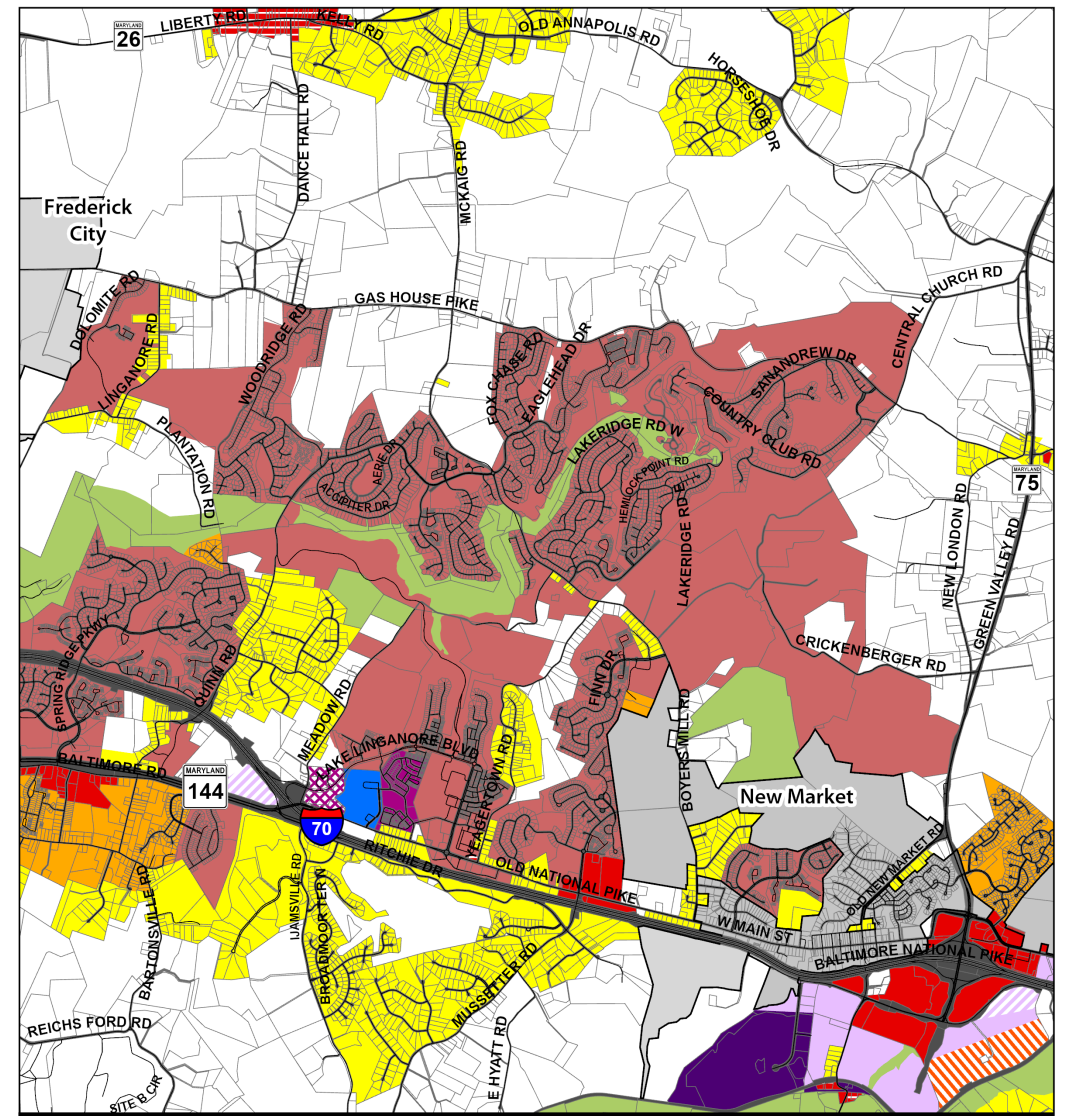 LIBERTY RD
KELLY RD
OLD ANNAPOLIS RD
MARYLAND
26
HORSESHOE DR
DANCE HALL RD
MCKAIG RD
Frederick
City
DOLOMITE RD
LINGANORE RD
WOODRIDGE RD
GAS HOUSE PIKE
FOX CHASE RD
EAGLEHEAD DR
CENTRAL CHURCH RD
SANANDREW DR
COUNTRY CLUB RD
LAKERIDGE RD W
HEMLOCK POINT RD
AERIE DR
ACCIPITER DR
PLANTATION RD
LAKERIDGE RD E
MARYLAND
75
NEW LONDON RD
GREEN VALLEY RD
CRICKENBERGER RD
SPRING RIDGE PKWY
QUINN RD
MEADOW RD
FINN DR
BOYERS MILL RD
LAKE LINGANORE BLVD
YEAGERTOWN RD
BALTIMORE RD
MARYLAND
144
New Market
70
RITCHIE DR
OLD NATIONAL PIKE
OLD NEW MARKET RD
W MAIN ST
BALTIMORE NATIONAL PIKE
BARTONSVILLE RD
IJAMSVILLE RD
BROADMOOR TER N
MUSSETTER RD
E HYATT RD
REICHS FORD RD
SITE B CIR